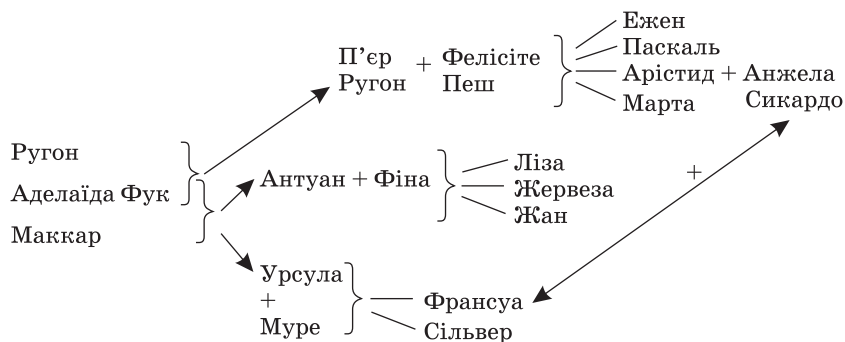 Ругон
Аделаїда Фук
Маккар
П’єр
Ругон
+ Фелісіте
Пеш
Ежен
Паскаль
Арістид + Анжела
Сикардо
Марта
Антуан + Фіна
Ліза
Жервеза
Жан
+
Урсула
+
Муре
Франсуа
Сільвер